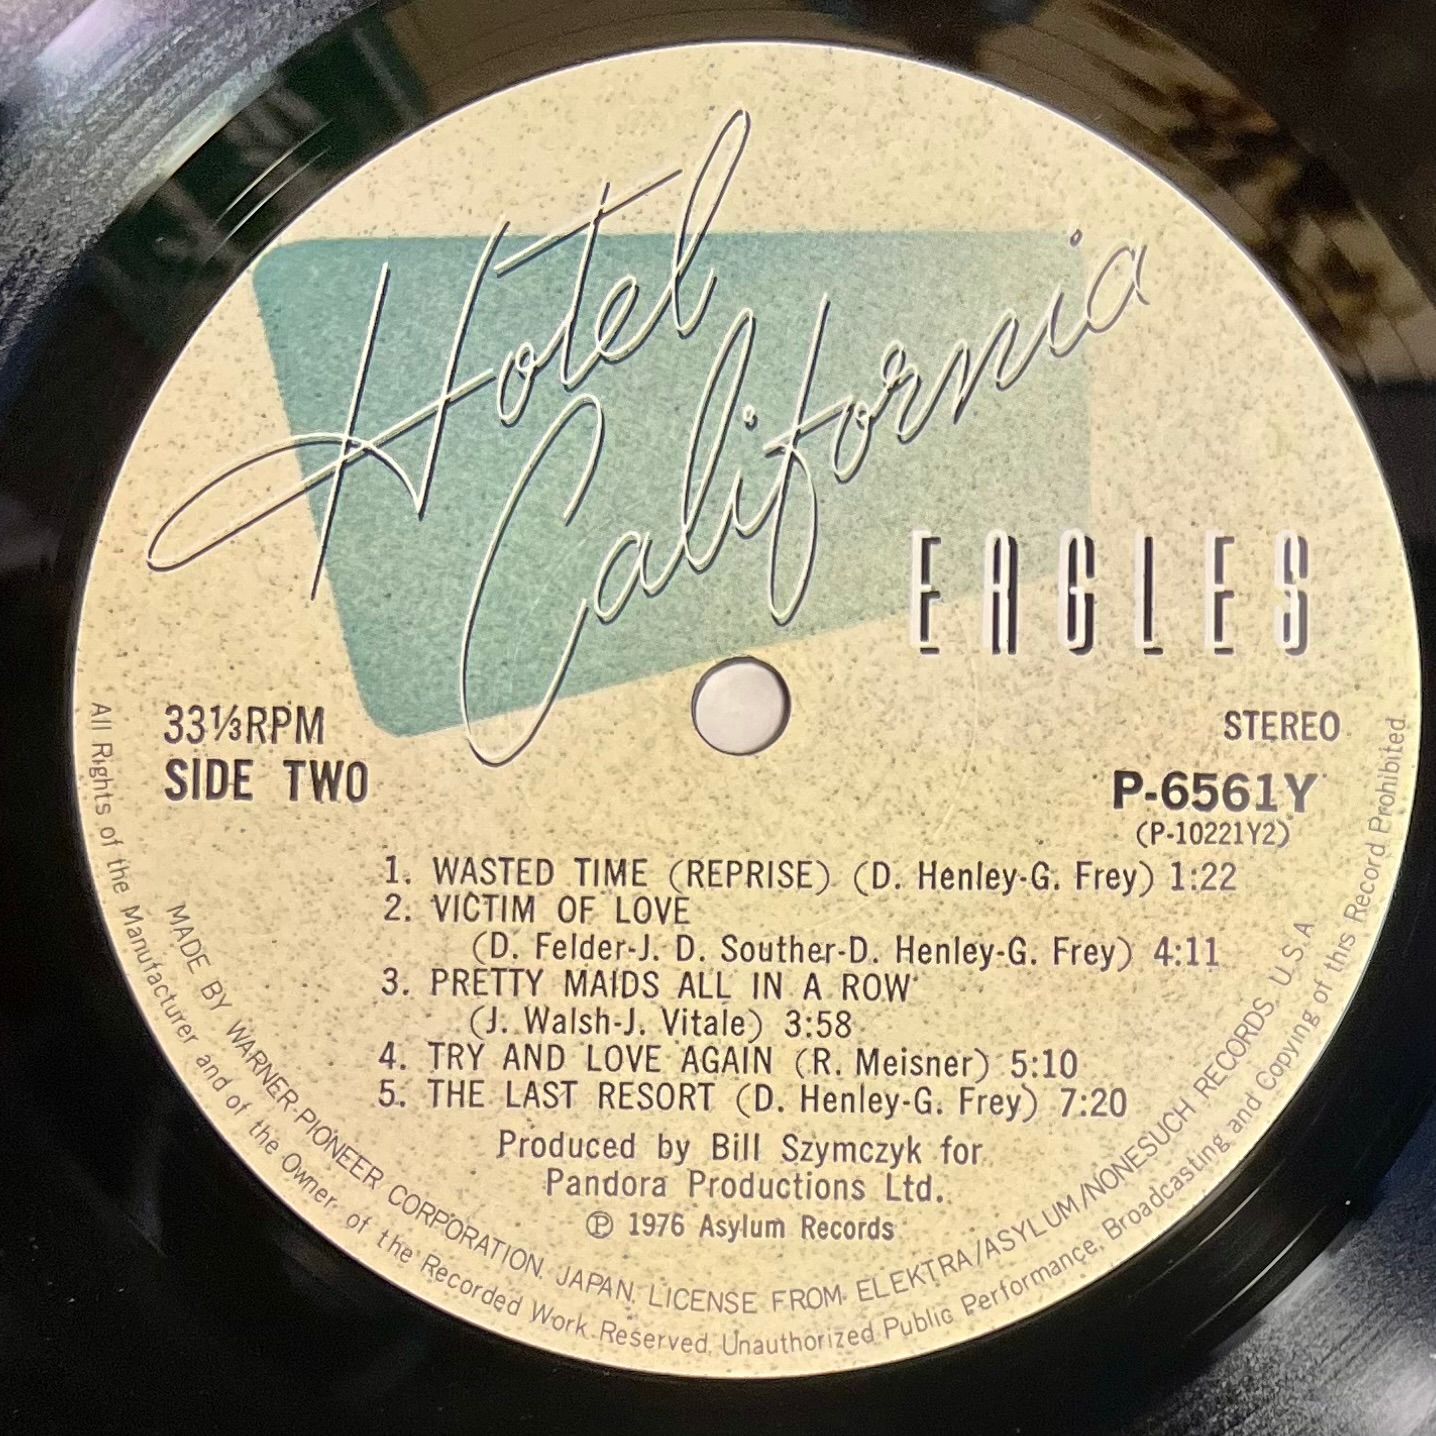 Hotel
California
EAGLES
33⅓RPM
SIDE TWO
STEREO
P-6561Y
(P-10221Y2)
1. WASTED TIME (REPRISE) (D. Henley-G. Frey) 1:22
2. VICTIM OF LOVE
(D. Felder-J. D. Souther-D. Henley-G. Frey) 4:11
3. PRETTY MAIDS ALL IN A ROW
(J. Walsh-J. Vitale) 3:58
4. TRY AND LOVE AGAIN (R. Meisner) 5:10
5. THE LAST RESORT (D. Henley-G. Frey) 7:20
Produced by Bill Szymczyk for
Pandora Productions Ltd.
Ⓟ 1976 Asylum Records
MADE BY WARNER-PIONEER CORPORATION. JAPAN. LICENSE FROM ELEKTRA/ASYLUM/NONESUCH RECORDS. U.S.A
All Rights of the Manufacturer and of the Owner of the Recorded Work Reserved. Unauthorized Public Performance, Broadcasting and Copying of this Record Prohibited